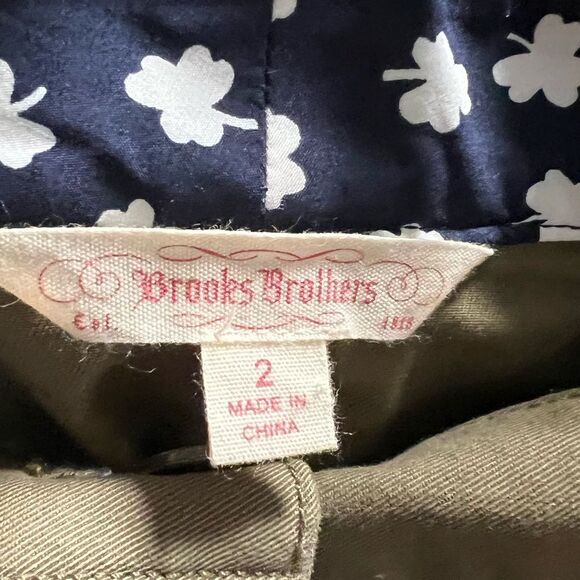 Brooks Brothers
Est. 1818
2
MADE IN
CHINA